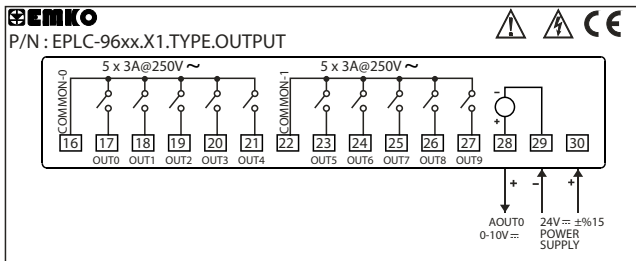 EMKO
P/N : EPLC-96xx.X1.TYPE.OUTPUT
CE
5 x 3A@250V ~ 5 x 3A@250V ~
COMMON-0
COMMON-1
- +
16 17 18 19 20 21 22 23 24 25 26 27 28 29 30
OUT0 OUT1 OUT2 OUT3 OUT4 OUT5 OUT6 OUT7 OUT8 OUT9
+ - +
AOUT0 24V⎓ ±%15
0-10V⎓ POWER
SUPPLY